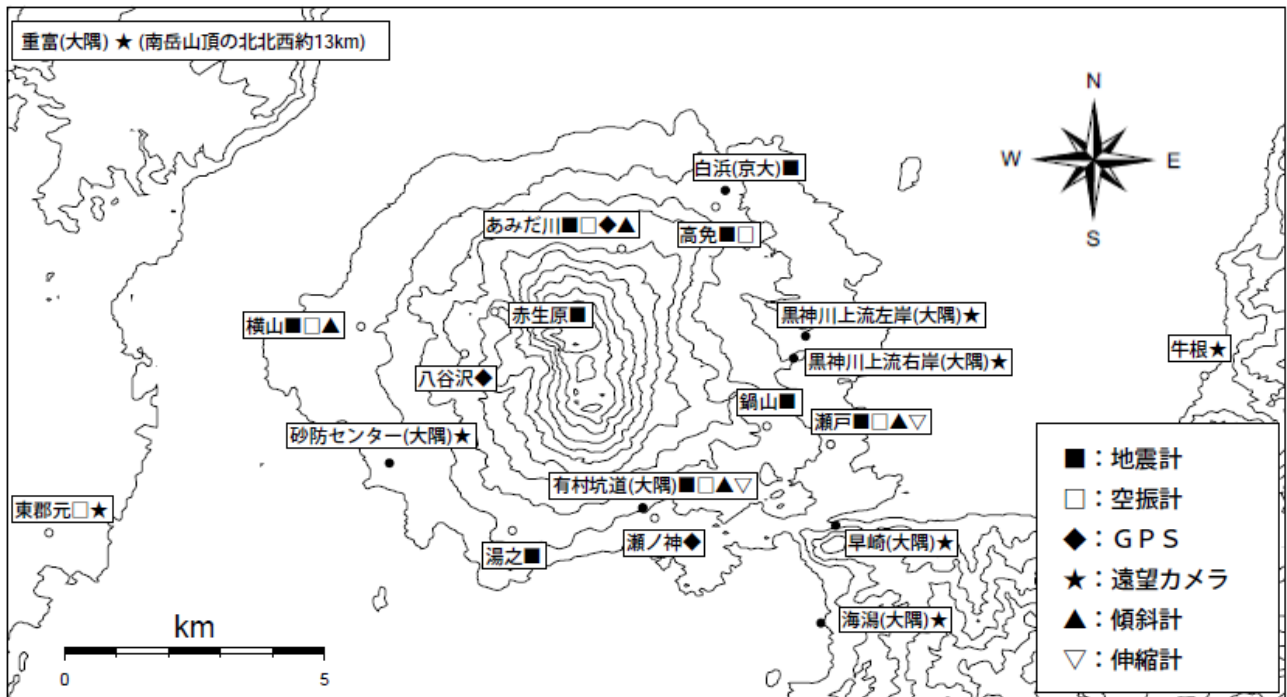 重富(大隅) ★ (南岳山頂の北北西約13km)
N
W
E
S
白浜(京大)■
あみだ川■□◆▲
高免■□
赤生原■
横山■□▲
黒神川上流左岸(大隅)★
黒神川上流右岸(大隅)★
牛根★
八谷沢◆
鍋山■
瀬戸■□▲▽
砂防センター(大隅)★
有村坑道(大隅)■□▲▽
東郡元□★
湯之■
瀬ノ神◆
早崎(大隅)★
海潟(大隅)★
km
0
5
■：地震計
□：空振計
◆：ＧＰＳ
★：遠望カメラ
▲：傾斜計
▽：伸縮計